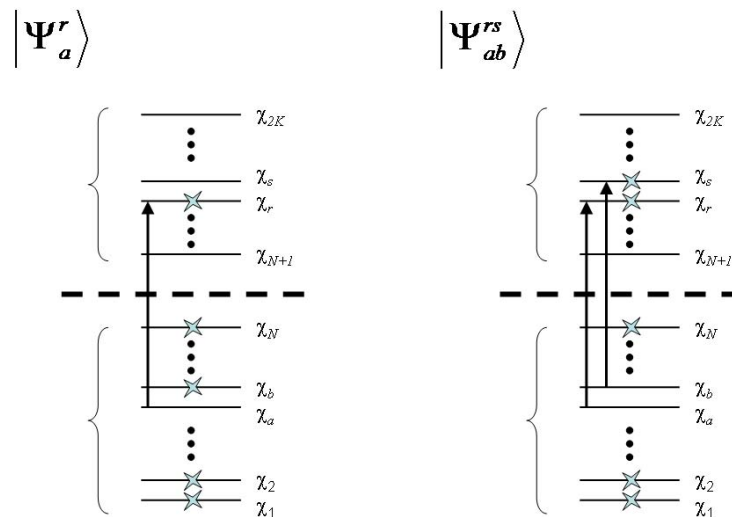 |Ψ_a^r⟩ |Ψ_ab^rs⟩
χ_2K χ_2K
χ_s χ_s
χ_r χ_r
χ_N+1 χ_N+1
χ_N χ_N
χ_b χ_b
χ_a χ_a
χ_2 χ_2
χ_1 χ_1